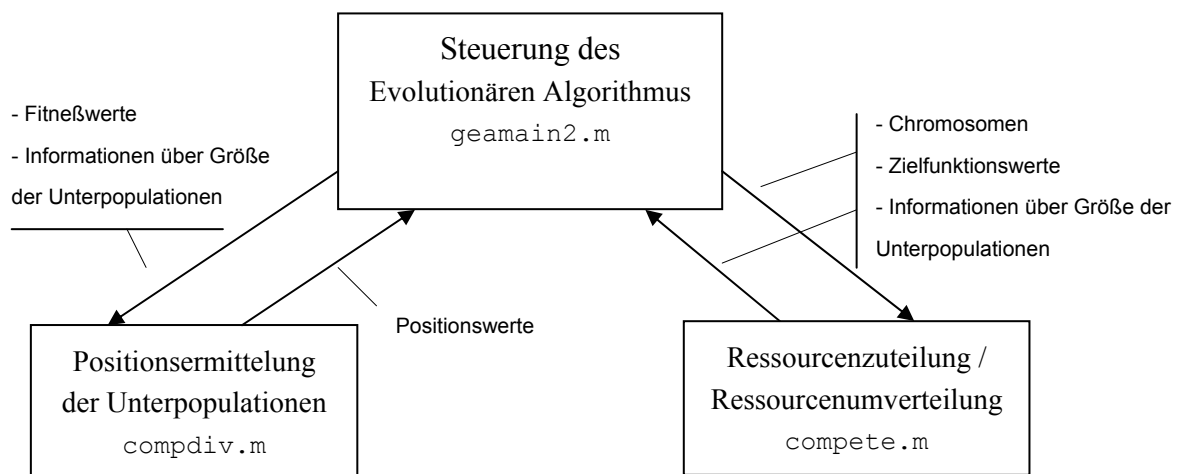 Steuerung des
Evolutionären Algorithmus
geamain2.m
- Fitneßwerte
- Informationen über Größe
der Unterpopulationen
- Chromosomen
- Zielfunktionswerte
- Informationen über Größe der
Unterpopulationen
Positionswerte
Positionsermittelung
der Unterpopulationen
compdiv.m
Ressourcenzuteilung /
Ressourcenumverteilung
compete.m